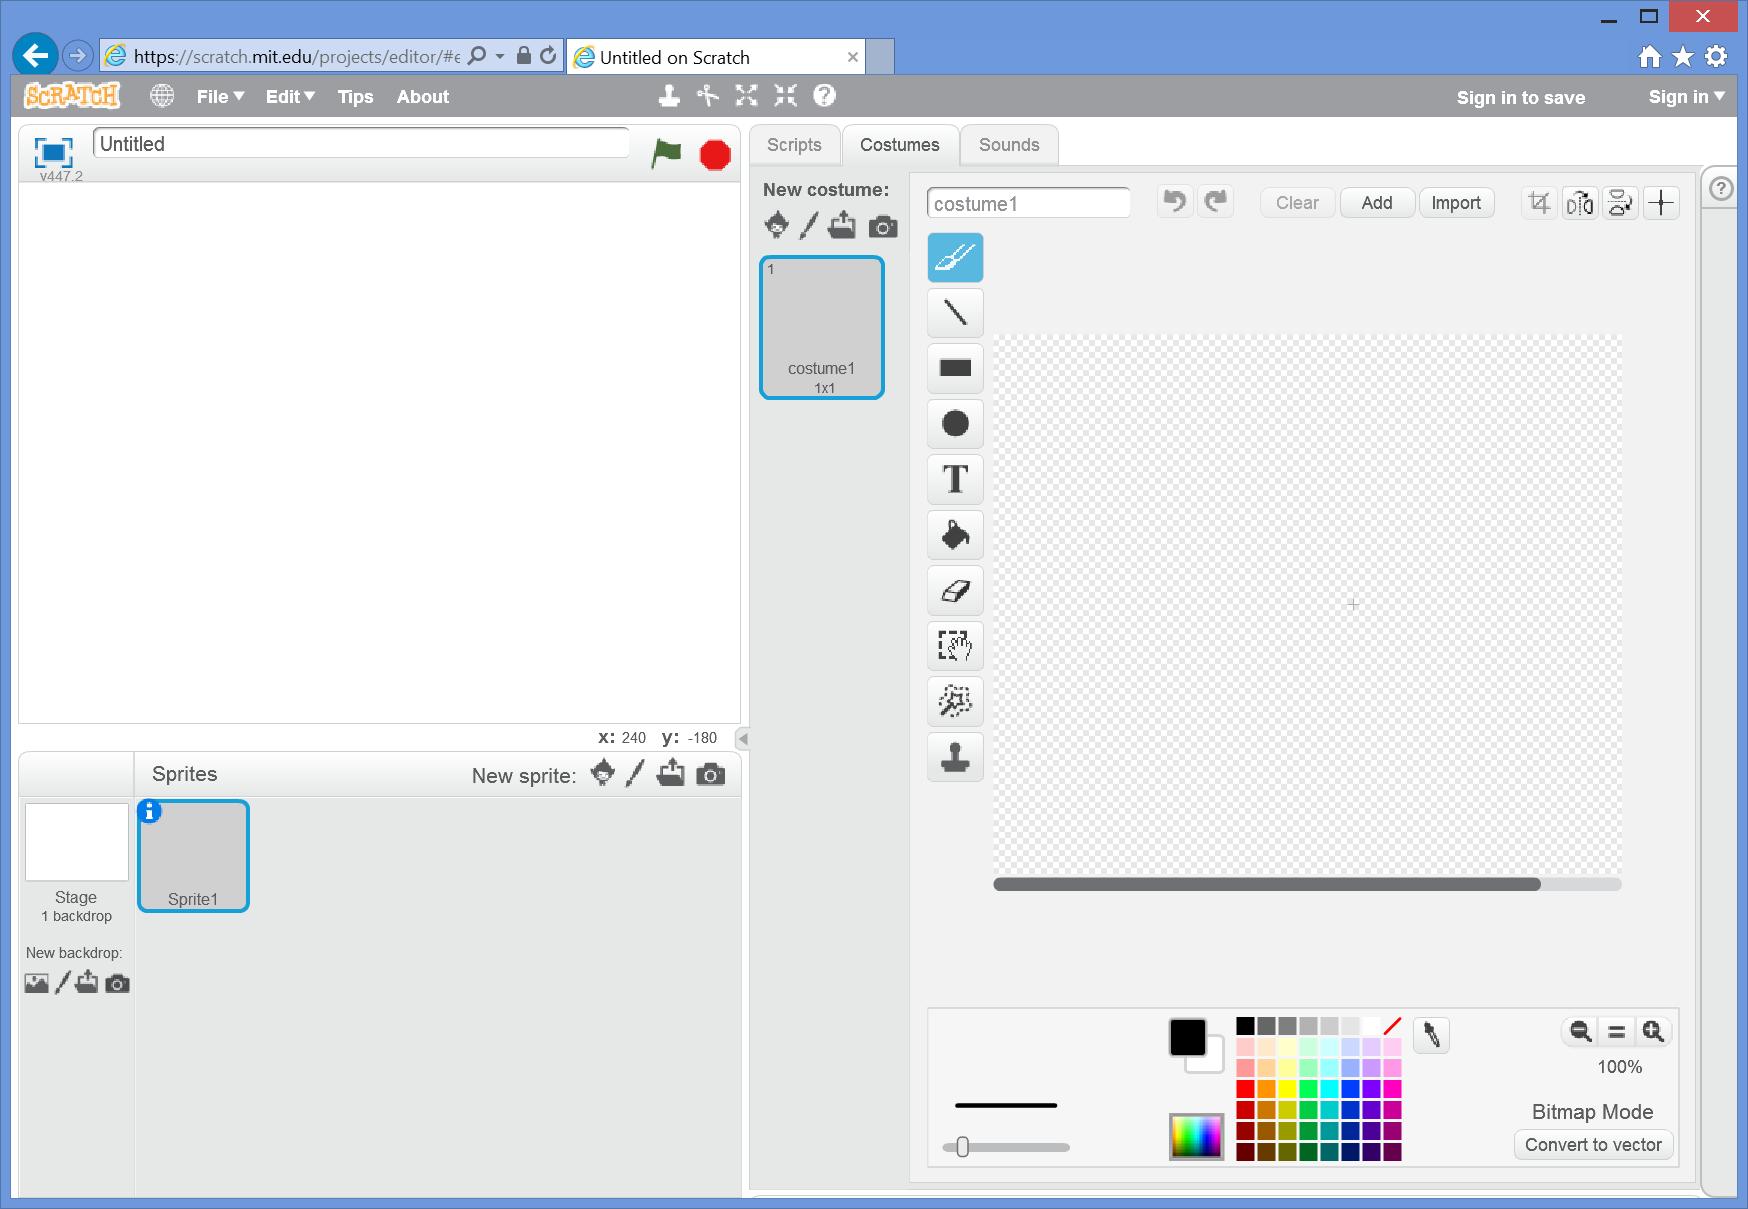 https://scratch.mit.edu/projects/editor/#e
Untitled on Scratch
SCRATCH
File
Edit
Tips
About
Sign in to save
Sign in
Untitled
v447.2
Scripts
Costumes
Sounds
New costume:
costume1
Clear
Add
Import
1
costume1
1x1
T
x: 240 y: -180
Sprites
New sprite:
Stage
1 backdrop
Sprite1
New backdrop:
100%
Bitmap Mode
Convert to vector